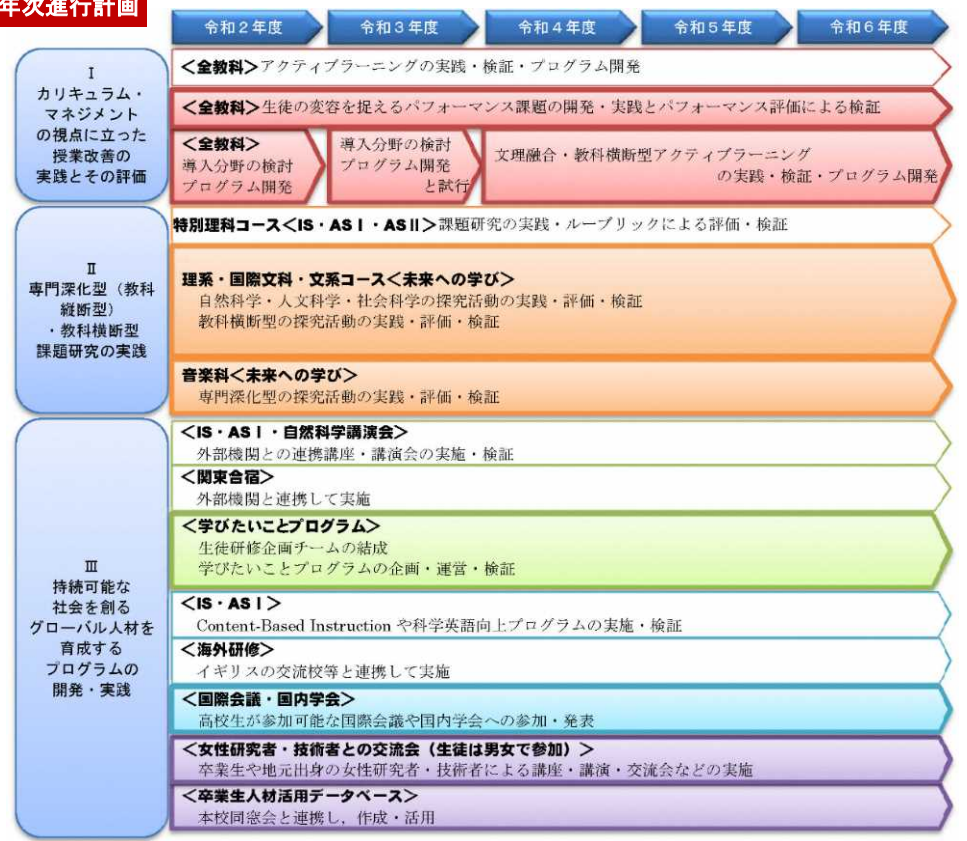 年次進行計画
令和２年度
令和３年度
令和４年度
令和５年度
令和６年度
Ⅰ
カリキュラム・
マネジメント
の視点に立った
授業改善の
実践とその評価
＜全教科＞アクティブラーニングの実践・検証・プログラム開発
＜全教科＞生徒の変容を捉えるパフォーマンス課題の開発・実践とパフォーマンス評価による検証
＜全教科＞
導入分野の検討
プログラム開発
導入分野の検討
プログラム開発
と試行
文理融合・教科横断型アクティブラーニング
の実践・検証・プログラム開発
Ⅱ
専門深化型（教科
縦断型）
・教科横断型
課題研究の実践
特別理科コース＜IS・ASⅠ・ASⅡ＞課題研究の実践・ルーブリックによる評価・検証
理系・国際文科・文系コース＜未来への学び＞
自然科学・人文科学・社会科学の探究活動の実践・評価・検証
教科横断型の探究活動の実践・評価・検証
音楽科＜未来への学び＞
専門深化型の探究活動の実践・評価・検証
Ⅲ
持続可能な
社会を創る
グローバル人材を
育成する
プログラムの
開発・実践
＜IS・ASⅠ・自然科学講演会＞
外部機関との連携講座・講演会の実施・検証
＜関東合宿＞
外部機関と連携して実施
＜学びたいことプログラム＞
生徒研修企画チームの結成
学びたいことプログラムの企画・運営・検証
＜IS・ASⅠ＞
Content-Based Instruction や科学英語向上プログラムの実施・検証
＜海外研修＞
イギリスの交流校等と連携して実施
＜国際会議・国内学会＞
高校生が参加可能な国際会議や国内学会への参加・発表
＜女性研究者・技術者との交流会（生徒は男女で参加）＞
卒業生や地元出身の女性研究者・技術者による講座・講演・交流会などの実施
＜卒業生人材活用データベース＞
本校同窓会と連携し，作成・活用